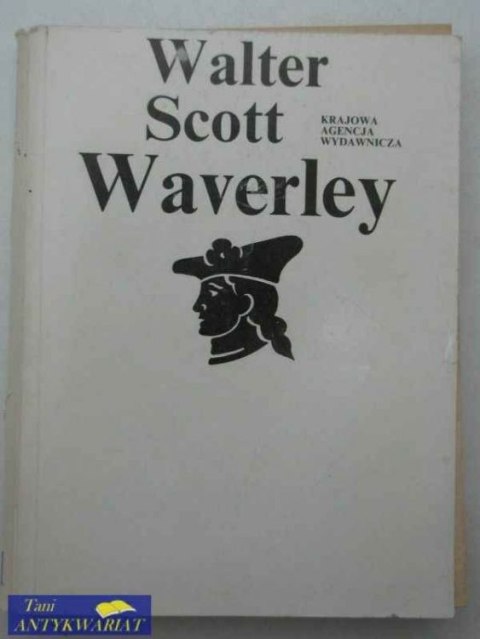 Walter
Scott
KRAJOWA
AGENCJA
WYDAWNICZA
Waverley
Tani
ANTYKWARIAT